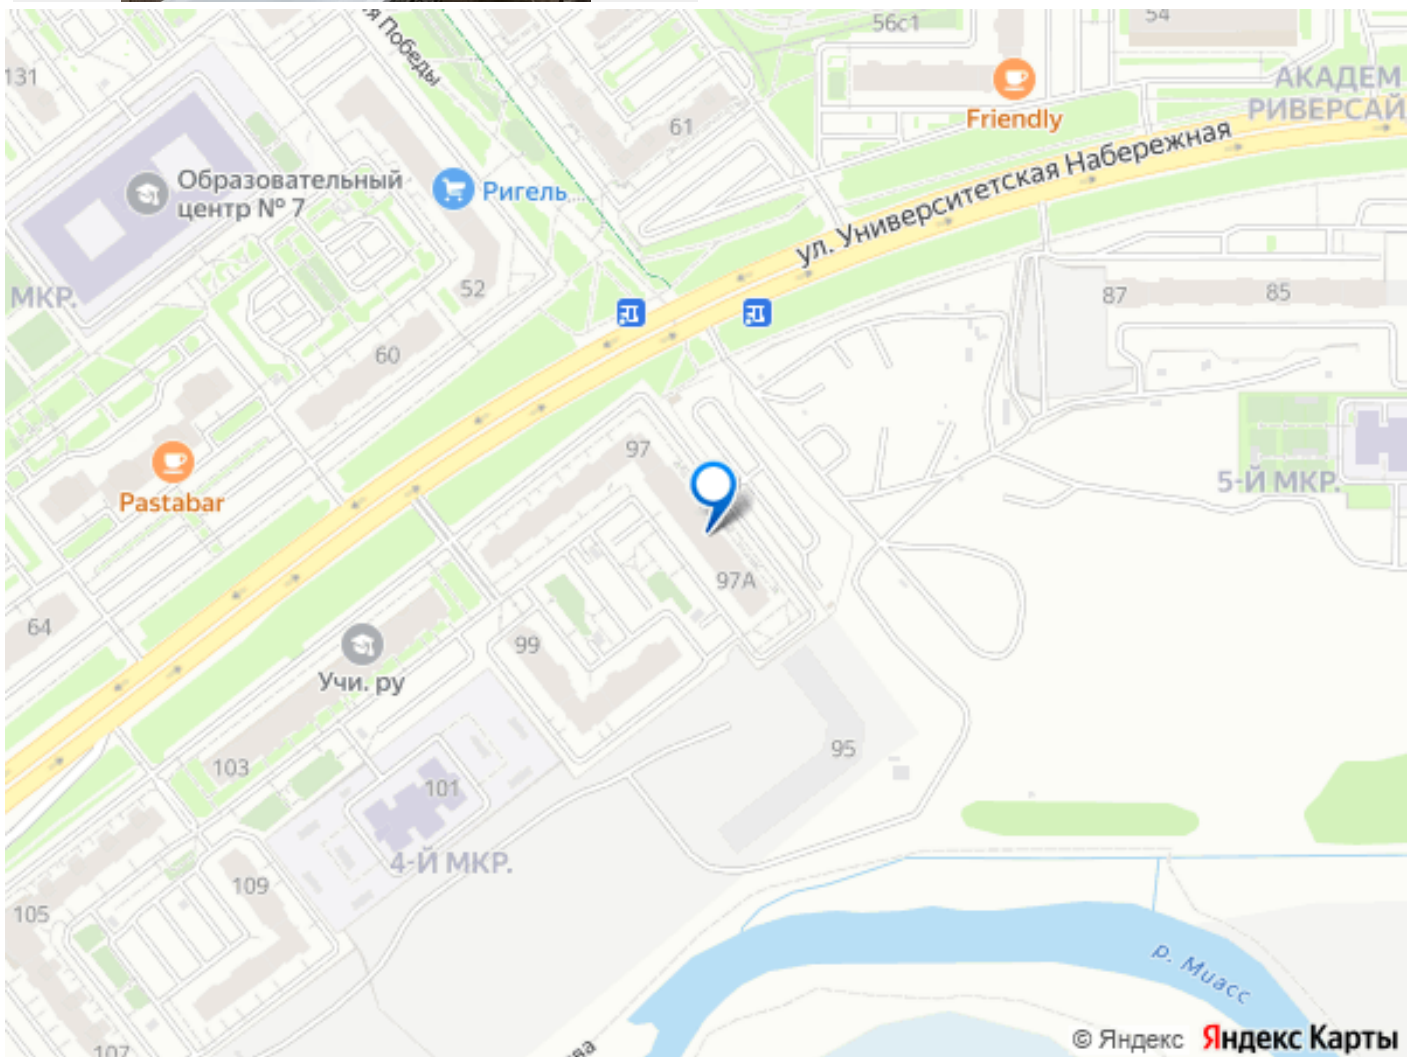 я Победы
56с1
54
131
АКАДЕМ
РИВЕРСАЙ
Friendly
61
ул. Университетская Набережная
Образовательный
центр № 7
Ригель
МКР.
52
87
85
60
97
5-Й МКР.
Pastabar
97А
64
99
Учи. ру
95
103
101
4-Й МКР.
109
105
р. Миасс
107
ва
© Яндекс Яндекс Карты